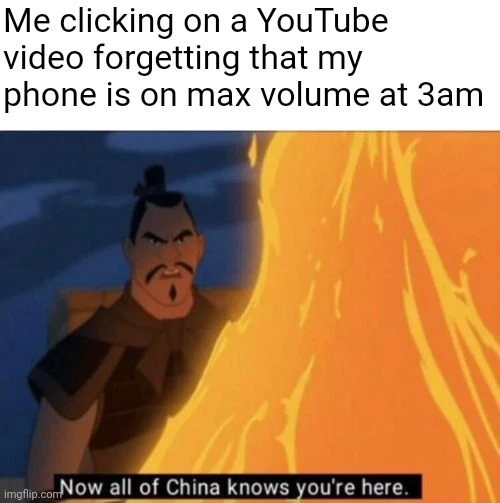 Me clicking on a YouTube
video forgetting that my
phone is on max volume at 3am
Now all of China knows you're here.
imgflip.com